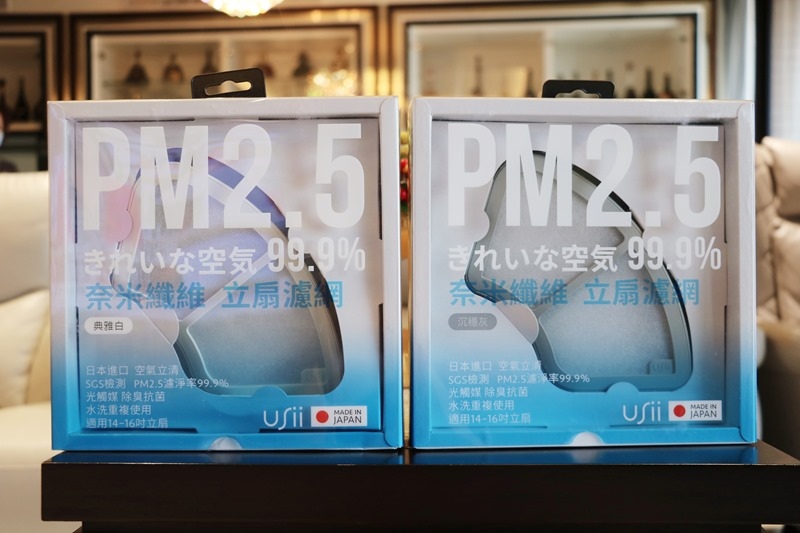 PM2.5
きれいな空気 99.9%
奈米纖維 立扇濾網
典雅白
日本進口 空氣立清
SGS檢測 PM2.5濾淨率99.9%
光觸媒 除臭抗菌
水洗重複使用
適用14-16吋立扇
usii
MADE IN
JAPAN
PM2.5
きれいな空気 99.9%
奈米纖維 立扇濾網
沉穩灰
日本進口 空氣立清
SGS檢測 PM2.5濾淨率99.9%
光觸媒 除臭抗菌
水洗重複使用
適用14-16吋立扇
usii
MADE IN
JAPAN